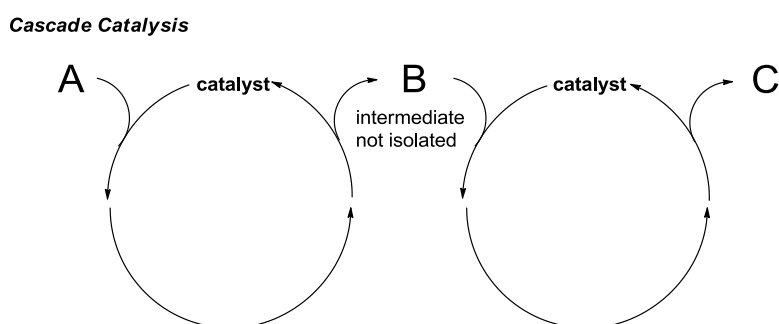 Cascade Catalysis
A
catalyst
B
catalyst
C
intermediate
not isolated